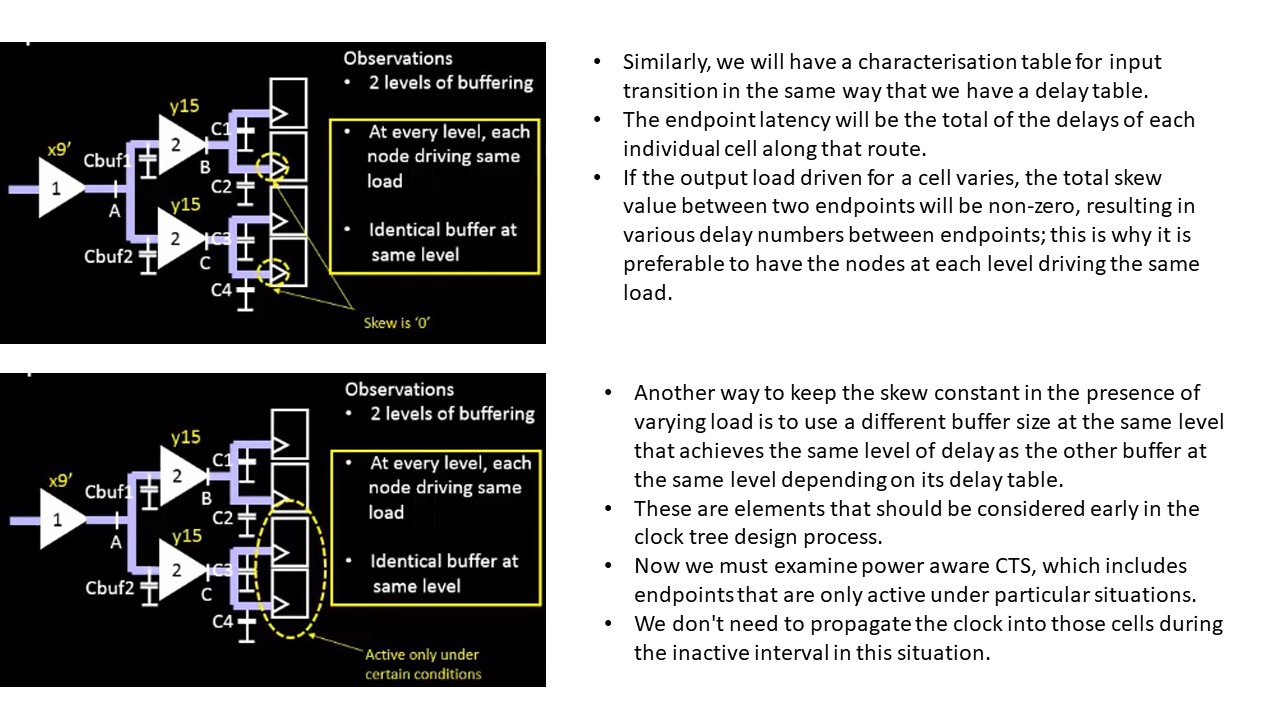 Observations
• 2 levels of buffering
• At every level, each
node driving same
load
• Identical buffer at
same level
x9’
1
A
Cbuf1
Cbuf2
y15
2
B
y15
2
C
C1
C2
C3
C4
Skew is ‘0’
• Similarly, we will have a characterisation table for input
transition in the same way that we have a delay table.
• The endpoint latency will be the total of the delays of each
individual cell along that route.
• If the output load driven for a cell varies, the total skew
value between two endpoints will be non-zero, resulting in
various delay numbers between endpoints; this is why it is
preferable to have the nodes at each level driving the same
load.
Observations
• 2 levels of buffering
• At every level, each
node driving same
load
• Identical buffer at
same level
x9’
1
A
Cbuf1
Cbuf2
y15
2
B
y15
2
C
C1
C2
C3
C4
Active only under
certain conditions
• Another way to keep the skew constant in the presence of
varying load is to use a different buffer size at the same level
that achieves the same level of delay as the other buffer at
the same level depending on its delay table.
• These are elements that should be considered early in the
clock tree design process.
• Now we must examine power aware CTS, which includes
endpoints that are only active under particular situations.
• We don't need to propagate the clock into those cells during
the inactive interval in this situation.